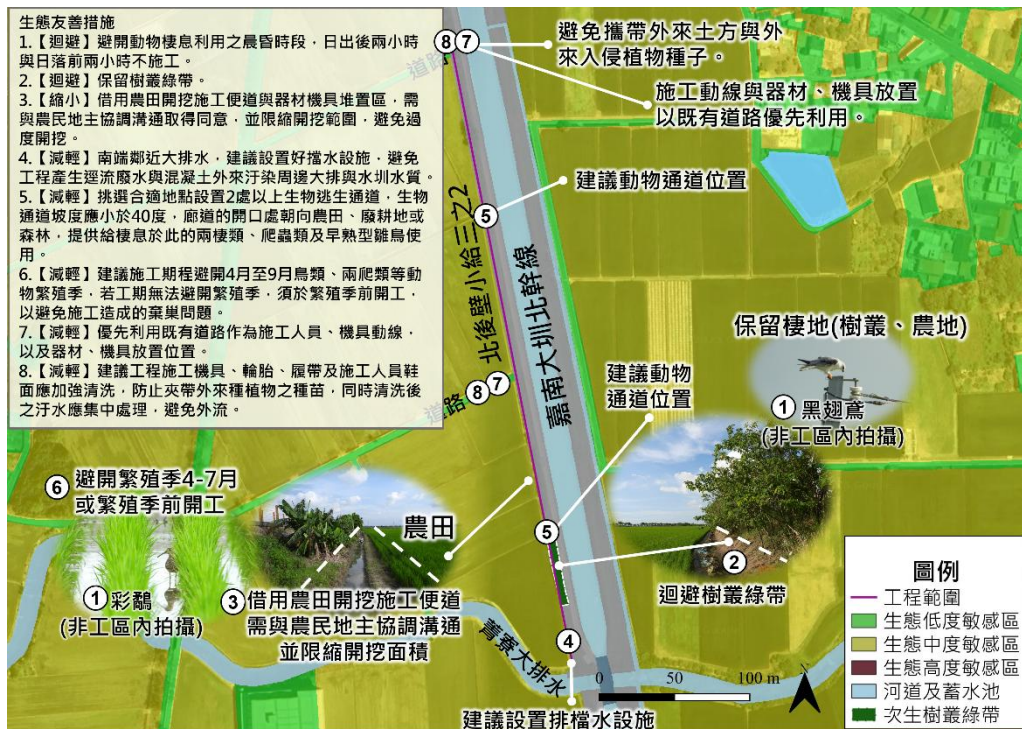 生態友善措施
1.【迴避】避開動物棲息利用之晨昏時段，日出後兩小時
與日落前兩小時不施工。
2.【迴避】保留樹叢綠帶。
3.【縮小】借用農田開挖施工便道與器材機具堆置區，需
與農民地主協調溝通取得同意，並限縮開挖範圍，避免過
度開挖。
4.【減輕】南端鄰近大排水，建議設置好擋水設施，避免
工程產生逕流廢水與混凝土外來汙染周邊大排與水圳水質。
5.【減輕】挑選合適地點設置2處以上生物逃生通道，生物
通道坡度應小於40度，廊道的開口處朝向農田、廢耕地或
森林，提供給棲息於此的兩棲類、爬蟲類及早熟型雛鳥使
用。
6.【減輕】建議施工期程避開4月至9月鳥類、兩爬類等動
物繁殖季，若工期無法避開繁殖季，須於繁殖季前開工，
以避免施工造成的棄巢問題。
7.【減輕】優先利用既有道路作為施工人員、機具動線，
以及器材、機具放置位置。
8.【減輕】建議工程施工機具、輪胎、履帶及施工人員鞋
面應加強清洗，防止夾帶外來種植物之種苗，同時清洗後
之汙水應集中處理，避免外流。
道路
8 7
避免攜帶外來土方與外
來入侵植物種子。
施工動線與器材、機具放置
以既有道路優先利用。
5
建議動物通道位置
北後壁小給三之2
嘉南大圳北幹線
道路 8 7
保留棲地(樹叢、農地)
1 黑翅鳶
(非工區內拍攝)
建議動物
通道位置
5
2
迴避樹叢綠帶
6 避開繁殖季4-7月
或繁殖季前開工
1 彩鷸
(非工區內拍攝)
農田
3 借用農田開挖施工便道
需與農民地主協調溝通
並限縮開挖面積
4
菁寮大排水
建議設置排檔水設施
0 50 100 m
N
圖例
工程範圍
生態低度敏感區
生態中度敏感區
生態高度敏感區
河道及蓄水池
次生樹叢綠帶